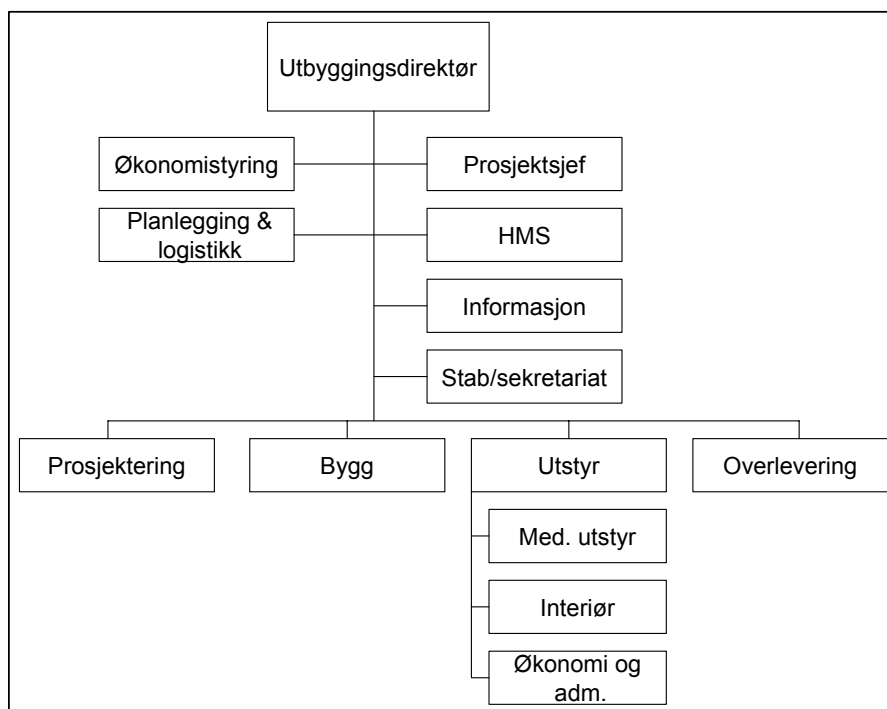 Utbyggingsdirektør
Økonomistyring
Prosjektsjef
Planlegging &
logistikk
HMS
Informasjon
Stab/sekretariat
Prosjektering
Bygg
Utstyr
Overlevering
Med. utstyr
Interiør
Økonomi og
adm.